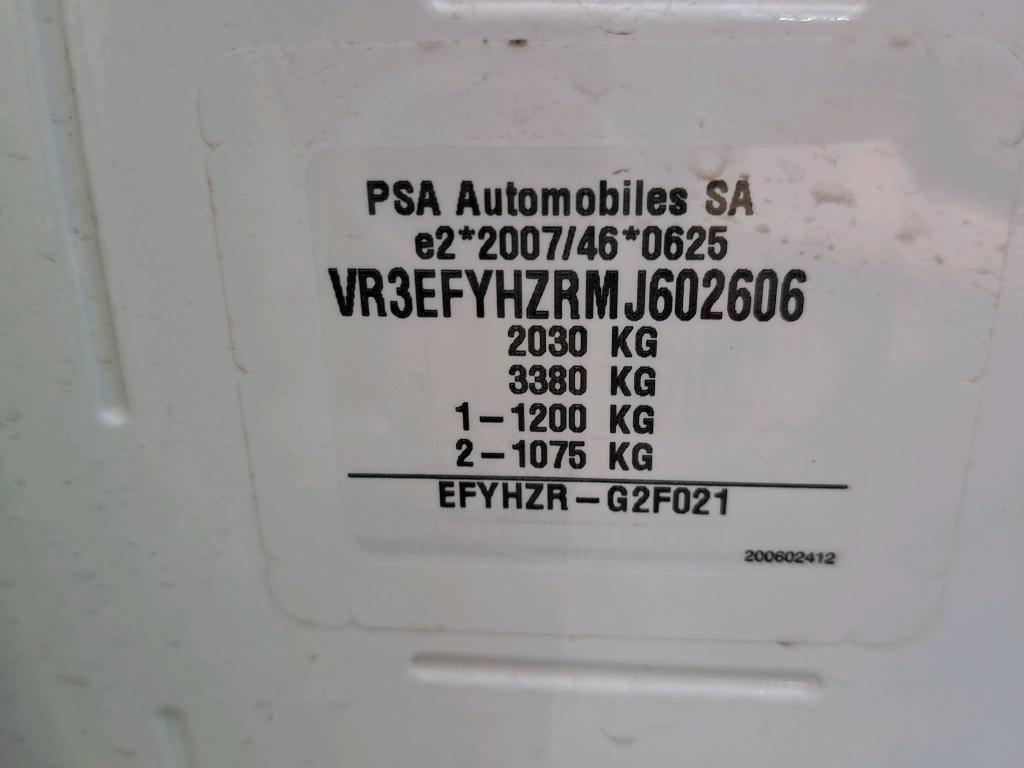 PSA Automobiles SA
e2*2007/46*0625
VR3EFYHZRMJ602606
2030 KG
3380 KG
1-1200 KG
2-1075 KG
EFYHZR-G2F021
200602412